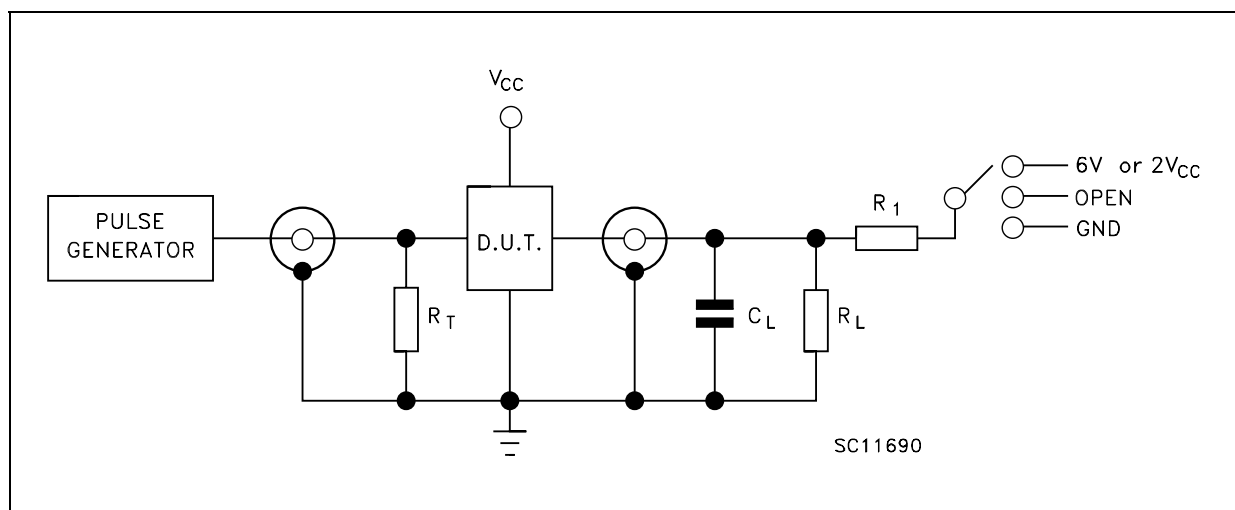 VCC
PULSE
GENERATOR
D.U.T.
RT
CL
RL
R1
6V or 2VCC
OPEN
GND
SC11690